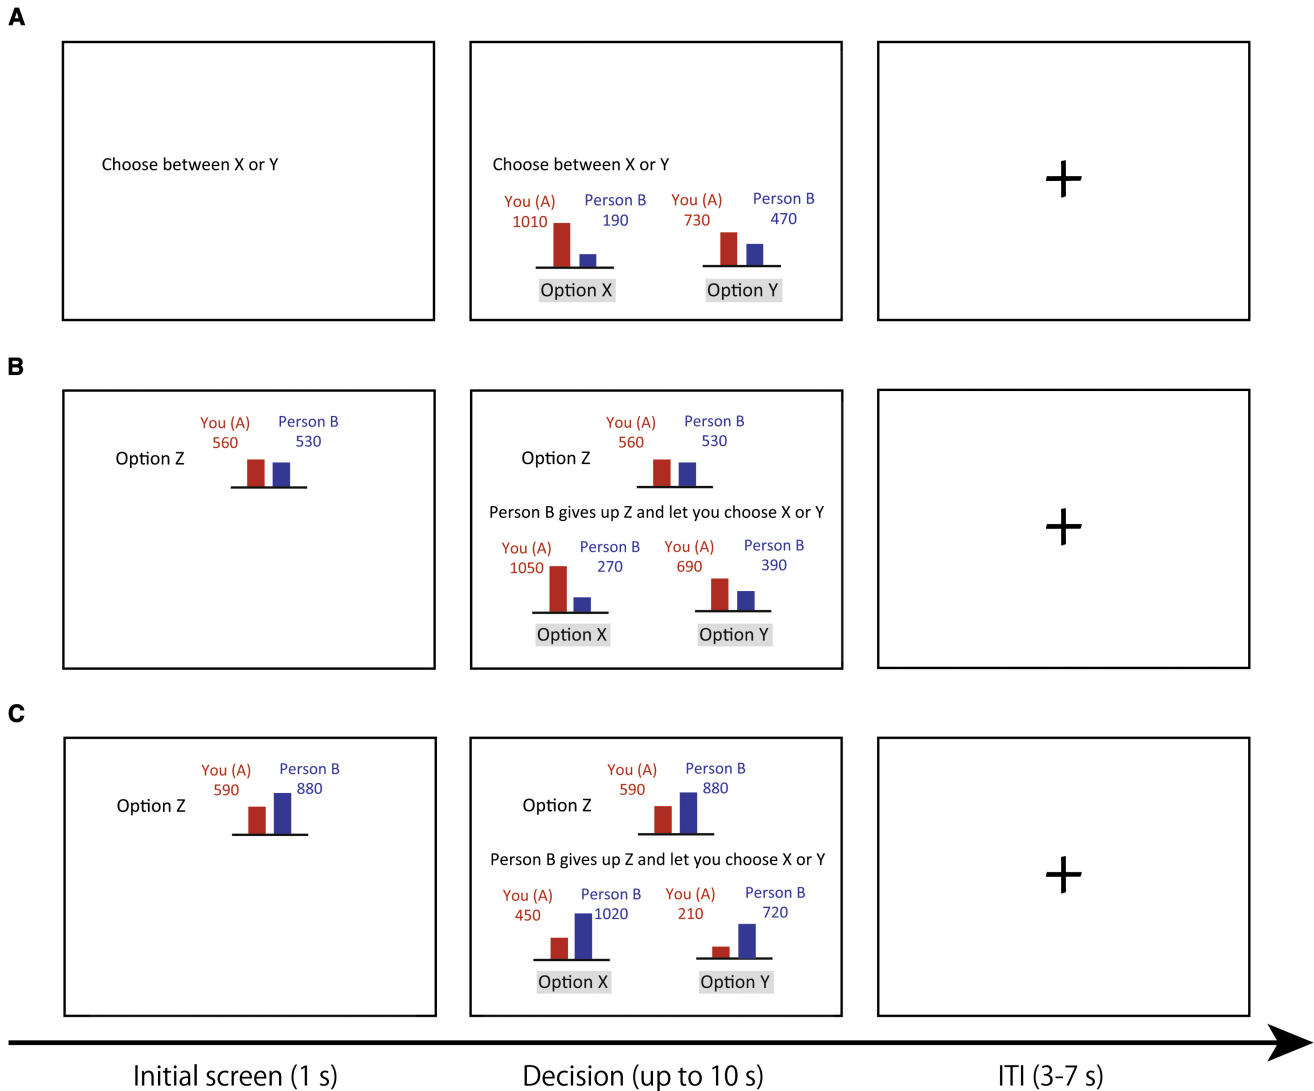 A
Choose between X or Y
Choose between X or Y
You (A) Person B You (A) Person B
1010 190 730 470
Option X Option Y
B
You (A) Person B
560 530
Option Z
You (A) Person B
560 530
Option Z
Person B gives up Z and let you choose X or Y
You (A) Person B You (A) Person B
1050 270 690 390
Option X Option Y
C
You (A) Person B
590 880
Option Z
You (A) Person B
590 880
Option Z
Person B gives up Z and let you choose X or Y
You (A) Person B You (A) Person B
450 1020 210 720
Option X Option Y
Initial screen (1 s) Decision (up to 10 s) ITI (3-7 s)